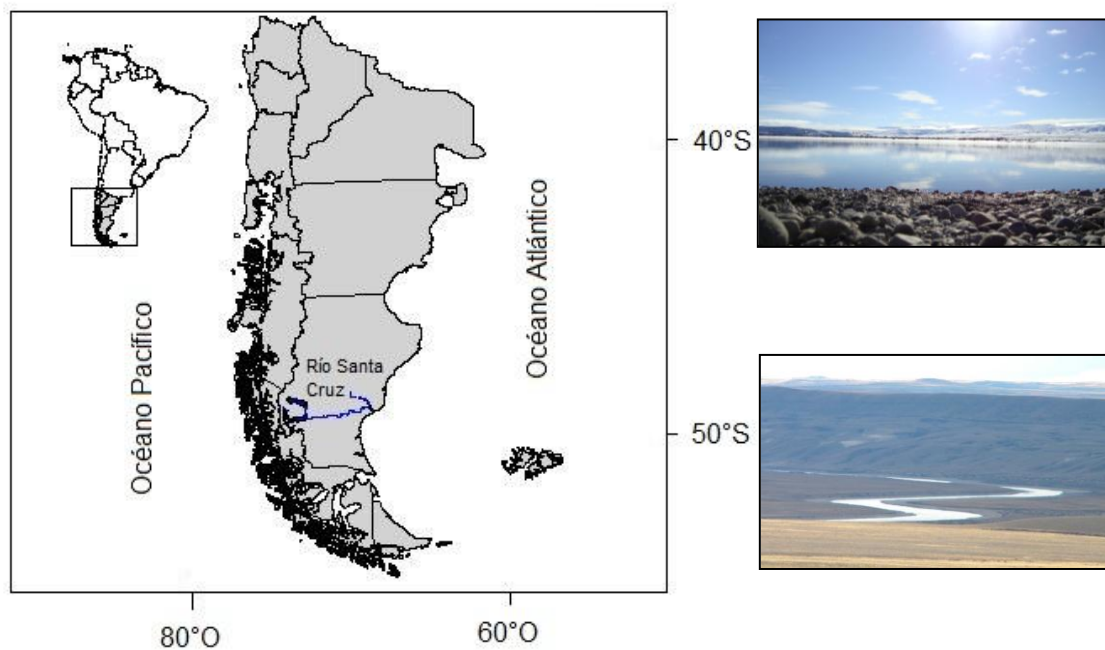 Océano Pacífico
Río Santa
Cruz
Océano Atlántico
40°S
50°S
80°O
60°O